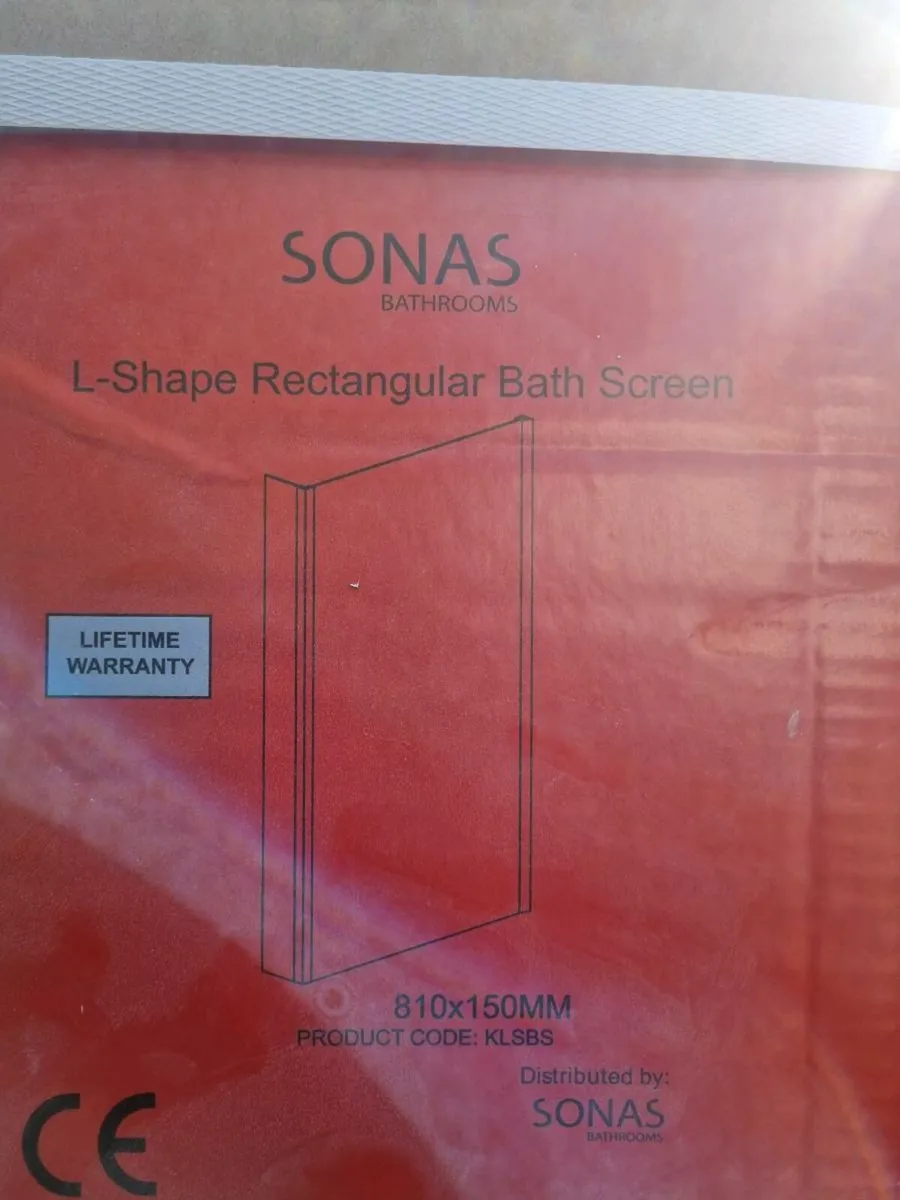 SONAS
BATHROOMS
L-Shape Rectangular Bath Screen
LIFETIME
WARRANTY
810x150MM
PRODUCT CODE: KLSBS
Distributed by:
SONAS
BATHROOMS
CE